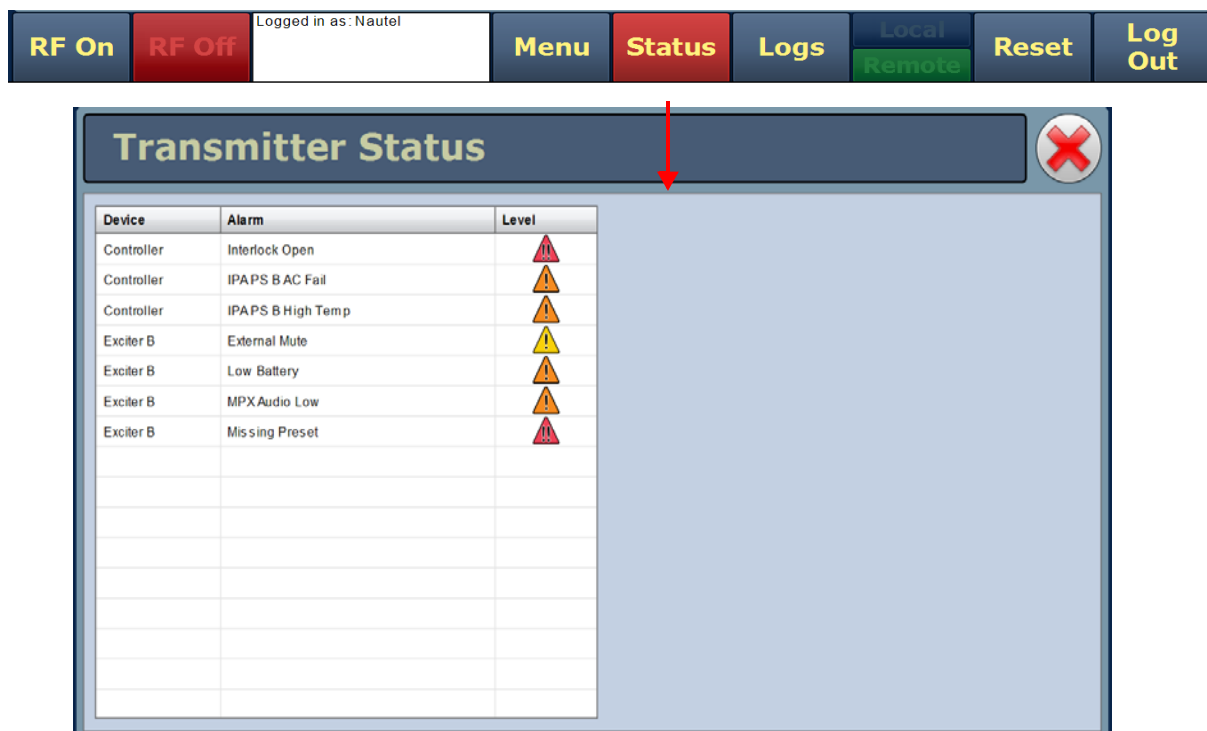 Logged in as: Nautel
RF On
RF Off
Menu
Status
Logs
Local
Remote
Reset
Log
Out
Transmitter Status
Device Alarm Level
Controller Interlock Open
Controller IPA PS B AC Fail
Controller IPA PS B High Temp
Exciter B External Mute
Exciter B Low Battery
Exciter B MPX Audio Low
Exciter B Missing Preset